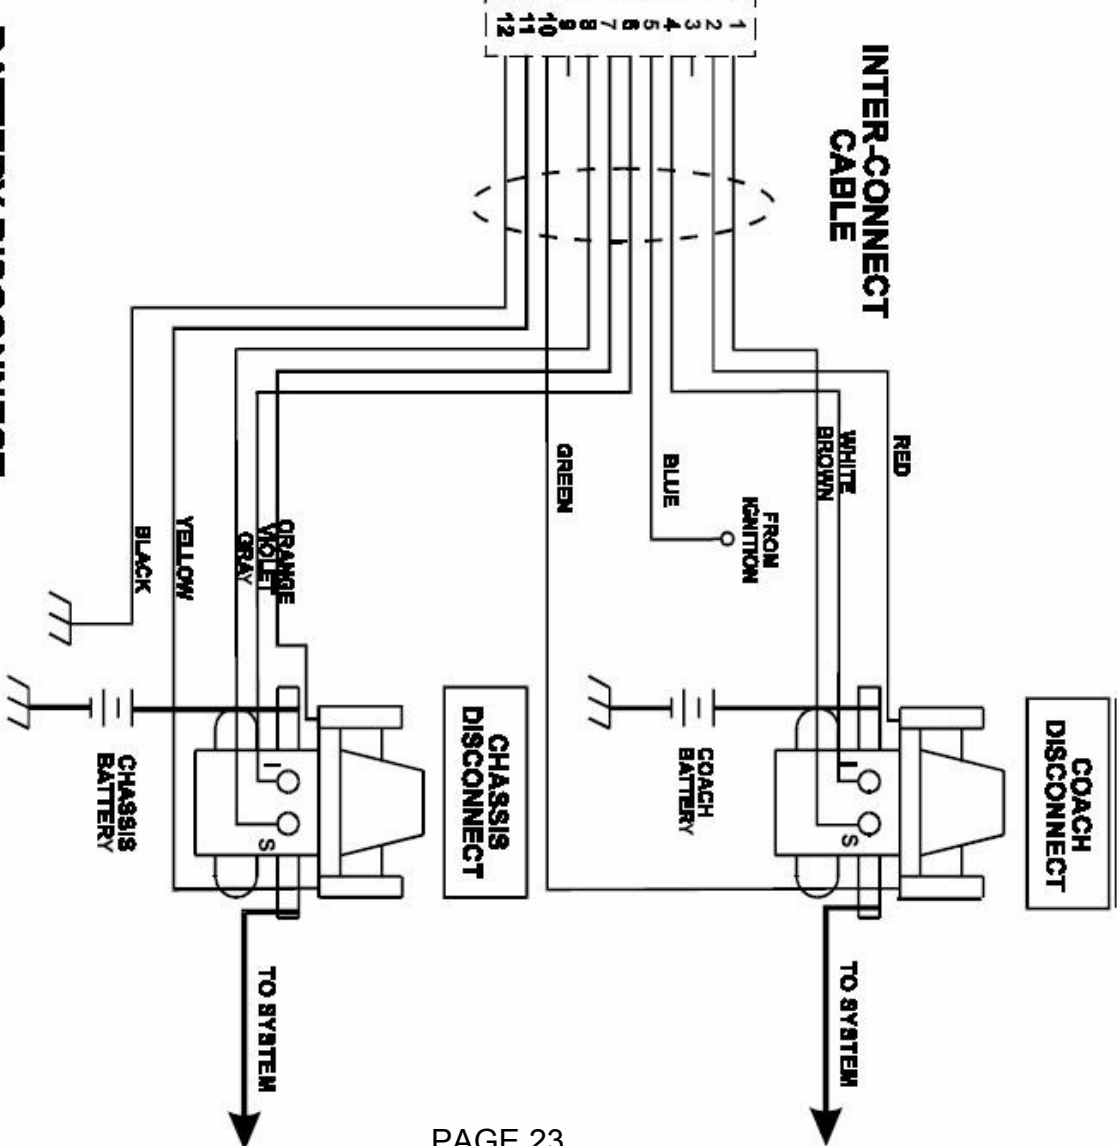 1
2
3
4
5
6
7
8
9
10
11
12
INTER-CONNECT
CABLE
RED
WHITE
BROWN
FROM
IGNITION
BLUE
GREEN
ORANGE
VIOLET
GRAY
YELLOW
BLACK
COACH
DISCONNECT
I
S
COACH
BATTERY
TO SYSTEM
CHASSIS
DISCONNECT
I
S
CHASSIS
BATTERY
TO SYSTEM
PAGE 23